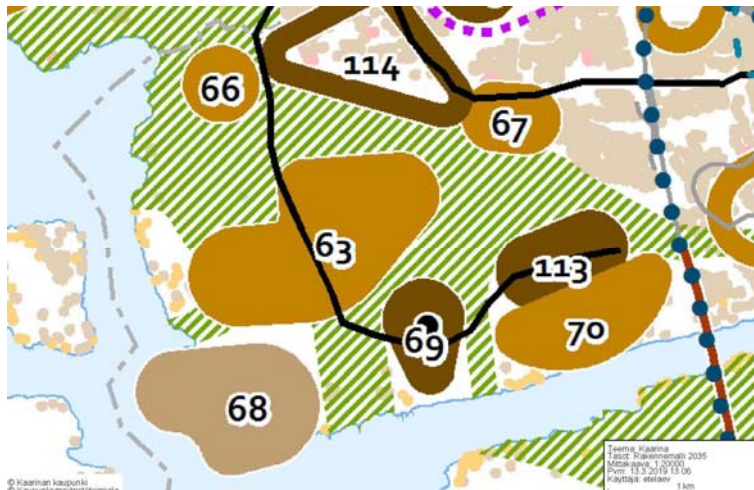 114
66
67
63
113
69
70
68
Teema: Kaarina
Tasot: Rakennemalli 2035
Mittakaava: 1:20000
Pvm: 13.3.2019 13.06
Käyttäjä: etelaev
1 km
© Kaarinan kaupunki